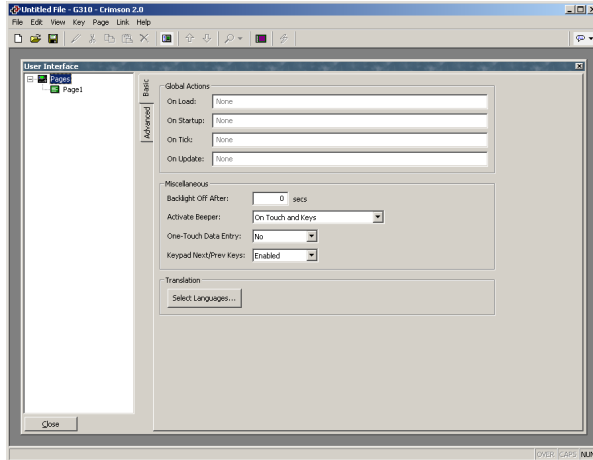 Untitled File - G310 - Crimson 2.0
File Edit View Key Page Link Help
User Interface
Pages
Page1
Basic
Advanced
Global Actions
On Load: None
On Startup: None
On Tick: None
On Update: None
Miscellaneous
Backlight Off After: 0 secs
Activate Beeper: On Touch and Keys
One-Touch Data Entry: No
Keypad Next/Prev Keys: Enabled
Translation
Select Languages...
Close
OVER CAPS NUM